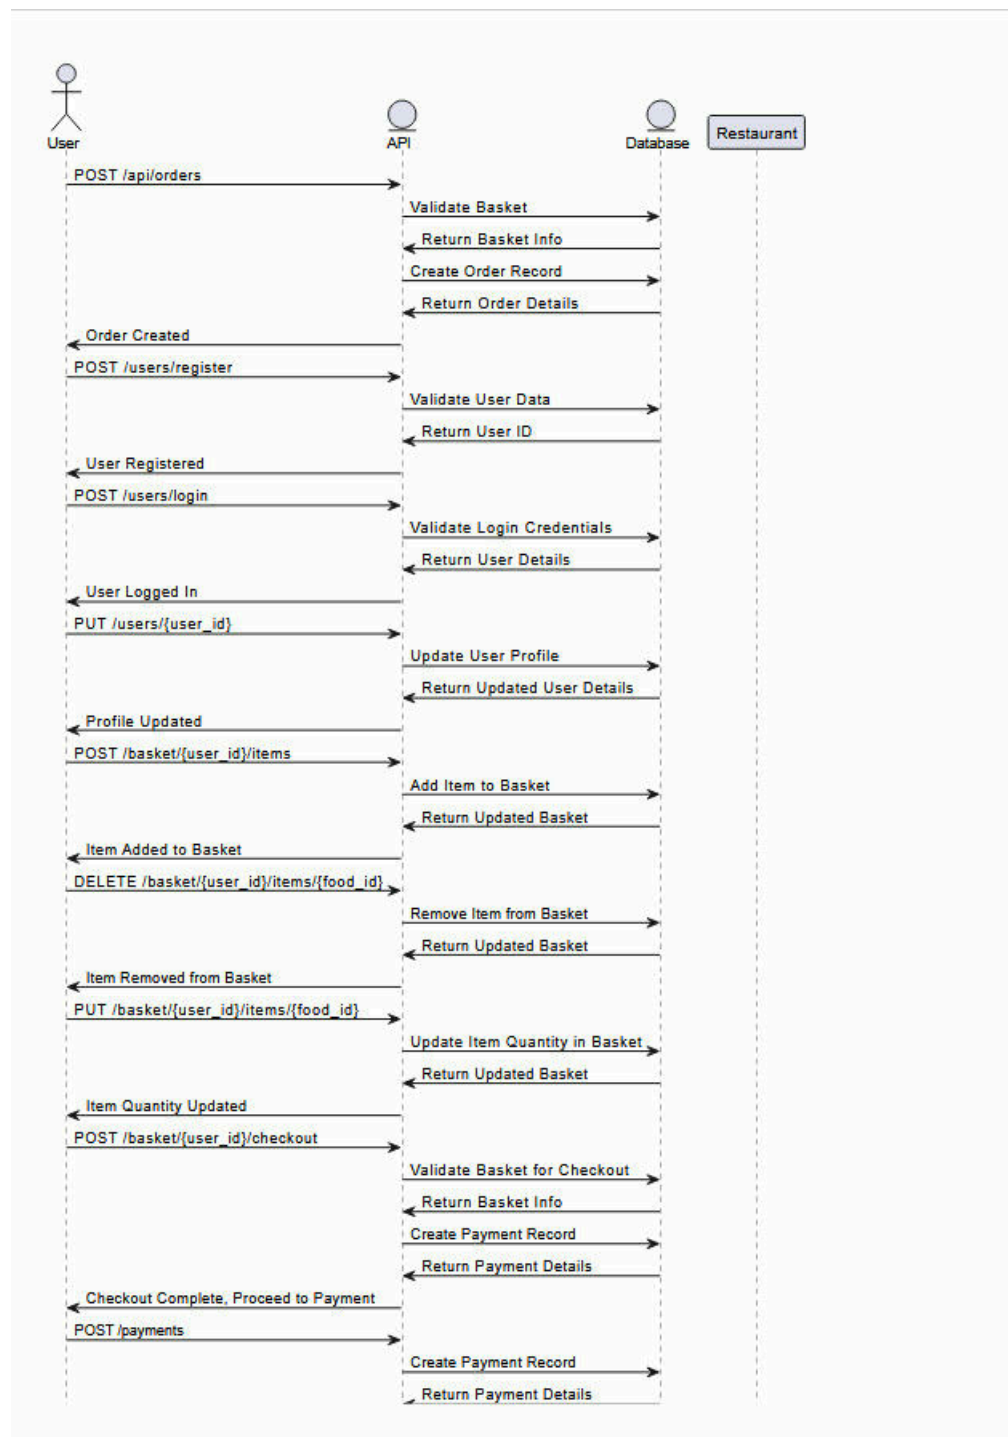 User
API
Database
Restaurant
POST /api/orders
Validate Basket
Return Basket Info
Create Order Record
Return Order Details
Order Created
POST /users/register
Validate User Data
Return User ID
User Registered
POST /users/login
Validate Login Credentials
Return User Details
User Logged In
PUT /users/{user_id}
Update User Profile
Return Updated User Details
Profile Updated
POST /basket/{user_id}/items
Add Item to Basket
Return Updated Basket
Item Added to Basket
DELETE /basket/{user_id}/items/{food_id}
Remove Item from Basket
Return Updated Basket
Item Removed from Basket
PUT /basket/{user_id}/items/{food_id}
Update Item Quantity in Basket
Return Updated Basket
Item Quantity Updated
POST /basket/{user_id}/checkout
Validate Basket for Checkout
Return Basket Info
Create Payment Record
Return Payment Details
Checkout Complete, Proceed to Payment
POST /payments
Create Payment Record
Return Payment Details